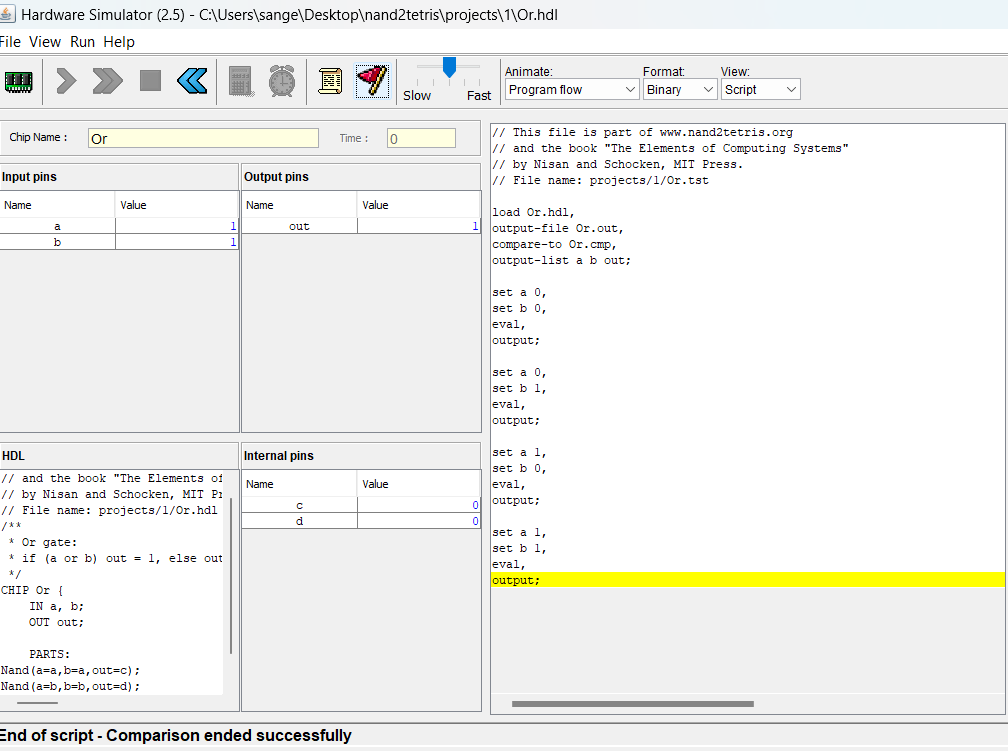 Hardware Simulator (2.5) - C:\Users\sange\Desktop\nand2tetris\projects\1\Or.hdl
File View Run Help
Slow Fast
Animate:
Program flow
Format:
Binary
View:
Script
Chip Name :
Or
Time :
0
Input pins
Name Value
a 1
b 1
Output pins
Name Value
out 1
HDL
// and the book "The Elements of
// by Nisan and Schocken, MIT Pr
// File name: projects/1/Or.hdl
/**
* Or gate:
* if (a or b) out = 1, else out
*/
CHIP Or {
IN a, b;
OUT out;
PARTS:
Nand(a=a,b=a,out=c);
Nand(a=b,b=b,out=d);
Internal pins
Name Value
c 0
d 0
// This file is part of www.nand2tetris.org
// and the book "The Elements of Computing Systems"
// by Nisan and Schocken, MIT Press.
// File name: projects/1/Or.tst
load Or.hdl,
output-file Or.out,
compare-to Or.cmp,
output-list a b out;
set a 0,
set b 0,
eval,
output;
set a 0,
set b 1,
eval,
output;
set a 1,
set b 0,
eval,
output;
set a 1,
set b 1,
eval,
output;
End of script - Comparison ended successfully